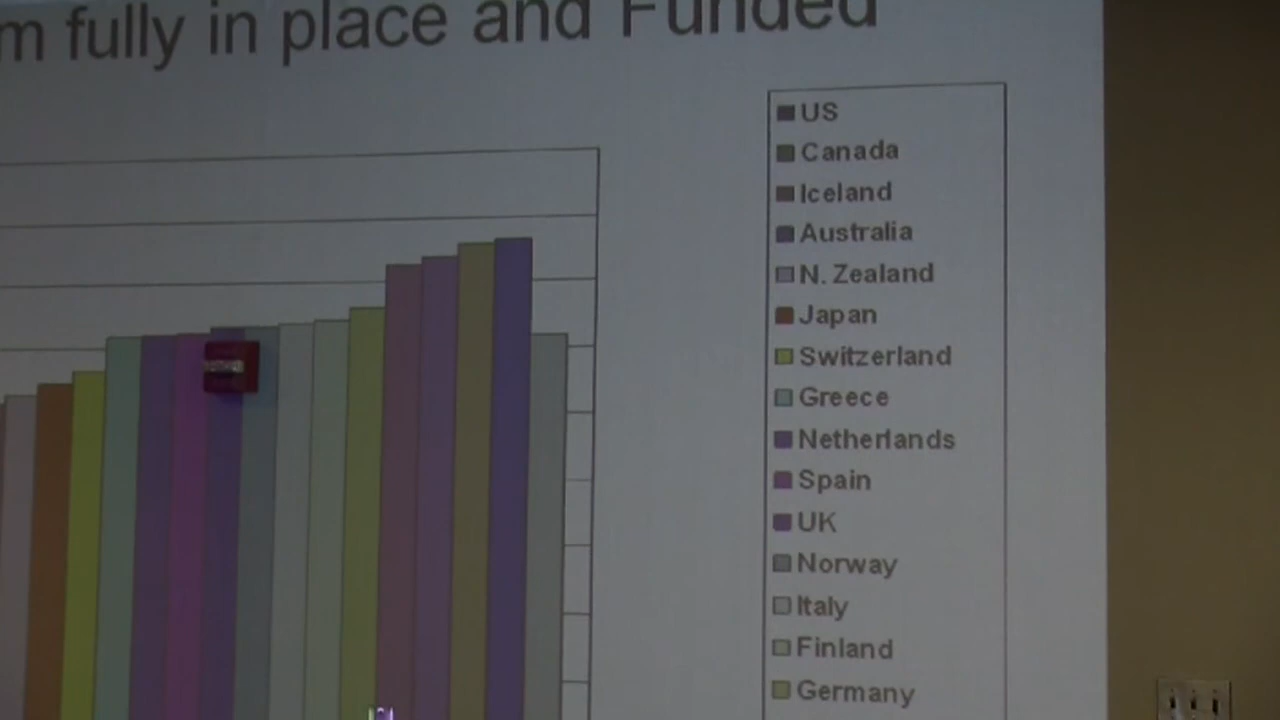 m fully in place and Funded
US
Canada
Iceland
Australia
N. Zealand
Japan
Switzerland
Greece
Netherlands
Spain
UK
Norway
Italy
Finland
Germany